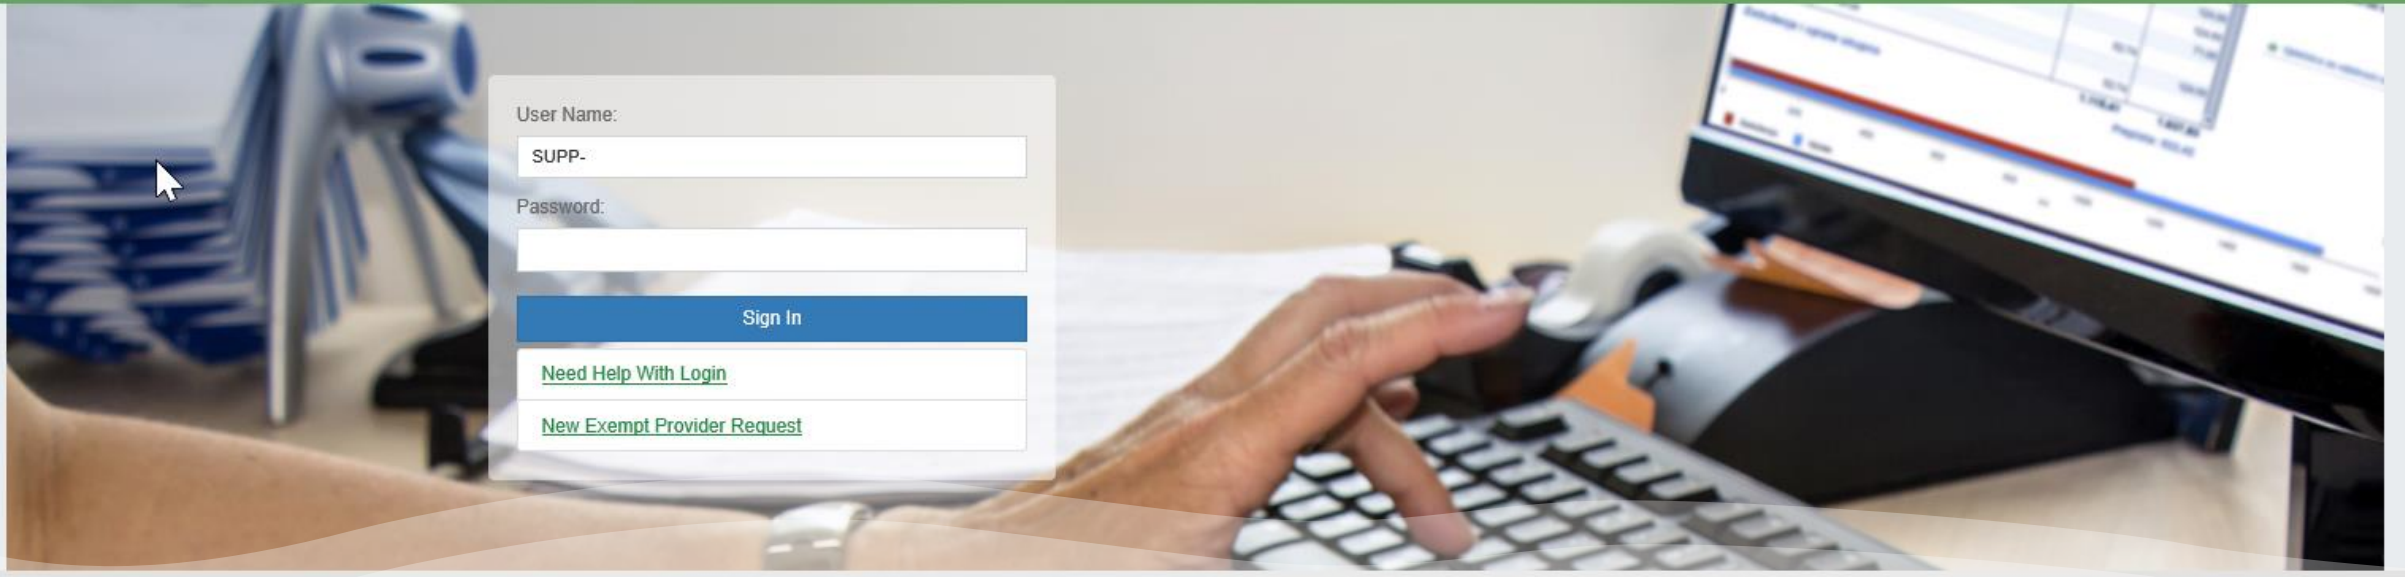 User Name:
SUPP-
Password:
Sign In
Need Help With Login
New Exempt Provider Request